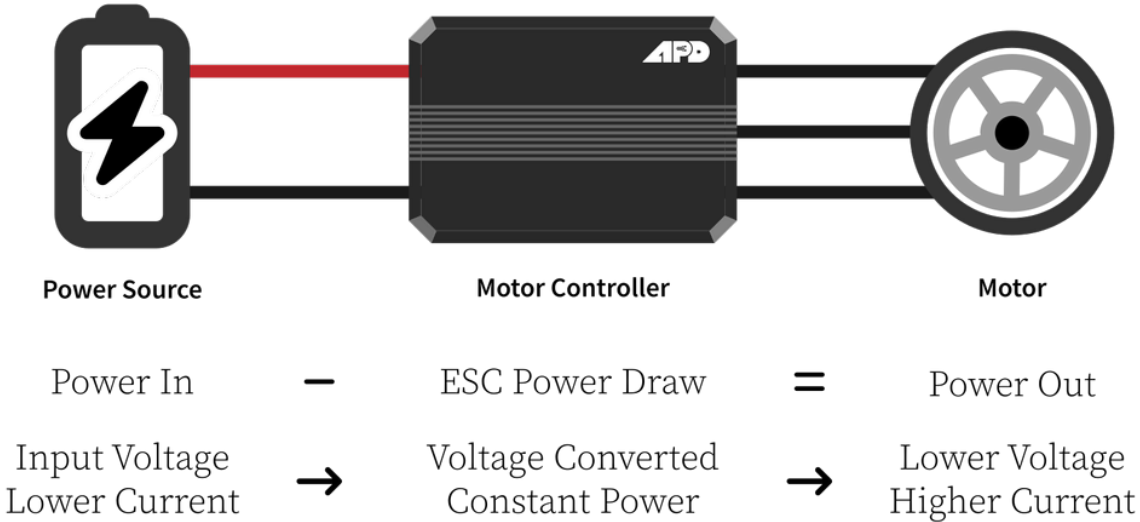 APD
Power Source
Motor Controller
Motor
Power In − ESC Power Draw = Power Out
Input Voltage → Voltage Converted → Lower Voltage
Lower Current Constant Power Higher Current